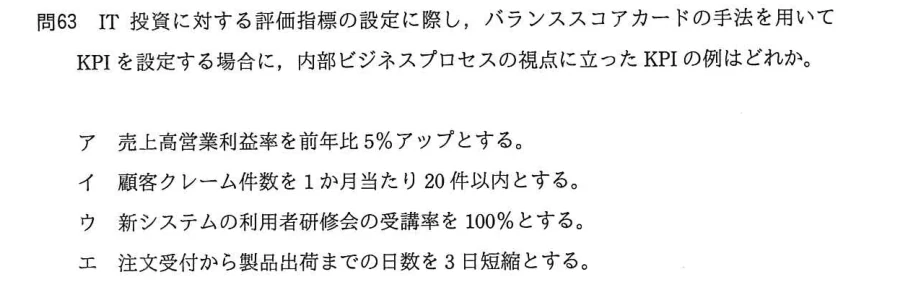 問63 IT 投資に対する評価指標の設定に際し，バランススコアカードの手法を用いて
KPI を設定する場合に，内部ビジネスプロセスの視点に立った KPI の例はどれか。
ア 売上高営業利益率を前年比 5％アップとする。
イ 顧客クレーム件数を 1 か月当たり 20 件以内とする。
ウ 新システムの利用者研修会の受講率を 100％とする。
エ 注文受付から製品出荷までの日数を 3 日短縮とする。